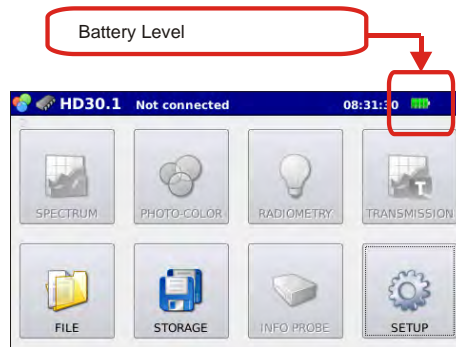 Battery Level
HD30.1 Not connected 08:31:30
SPECTRUM PHOTO-COLOR RADIOMETRY TRANSMISSION
T
FILE STORAGE INFO PROBE SETUP